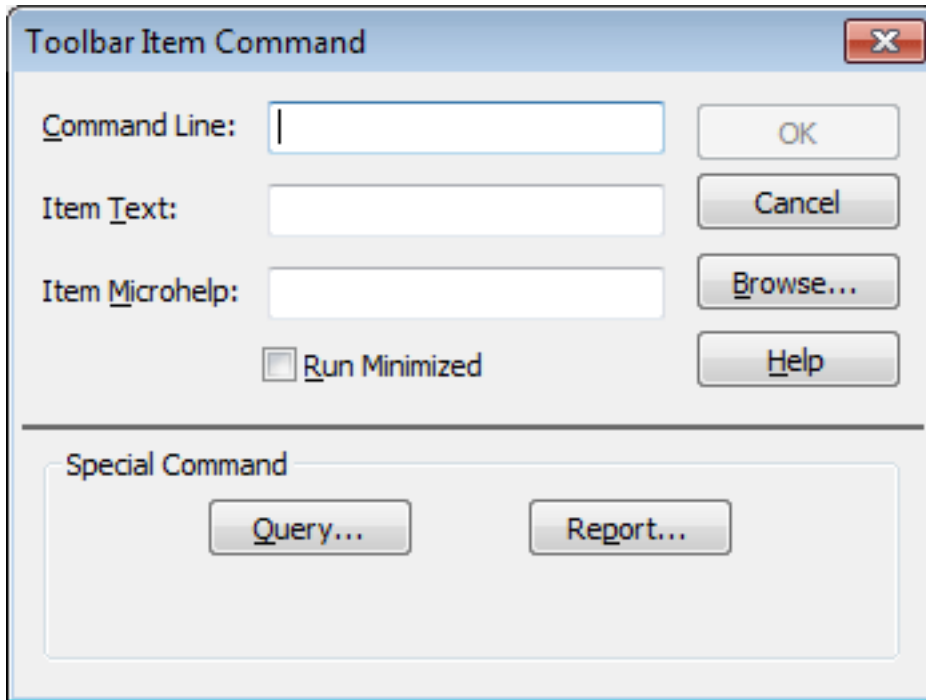 Toolbar Item Command
Command Line:
OK
Item Text:
Cancel
Item Microhelp:
Browse...
Run Minimized
Help
Special Command
Query...
Report...